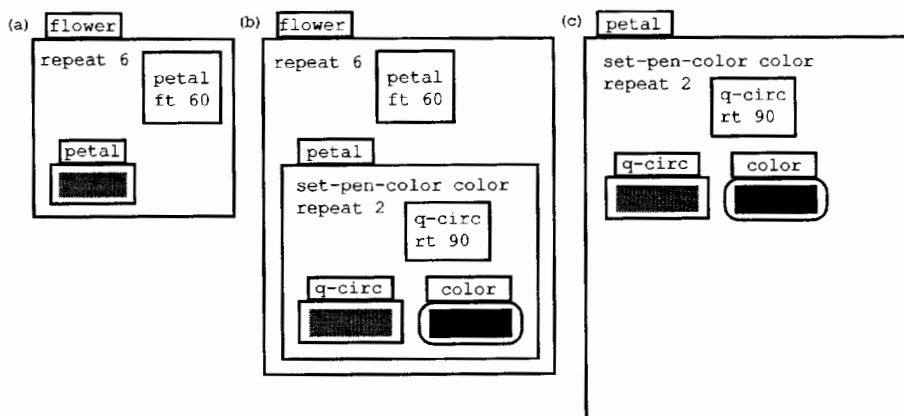 (a)
flower
repeat 6
petal
ft 60
petal
(b)
flower
repeat 6
petal
ft 60
petal
set-pen-color color
repeat 2
q-circ
rt 90
q-circ
color
(c)
petal
set-pen-color color
repeat 2
q-circ
rt 90
q-circ
color